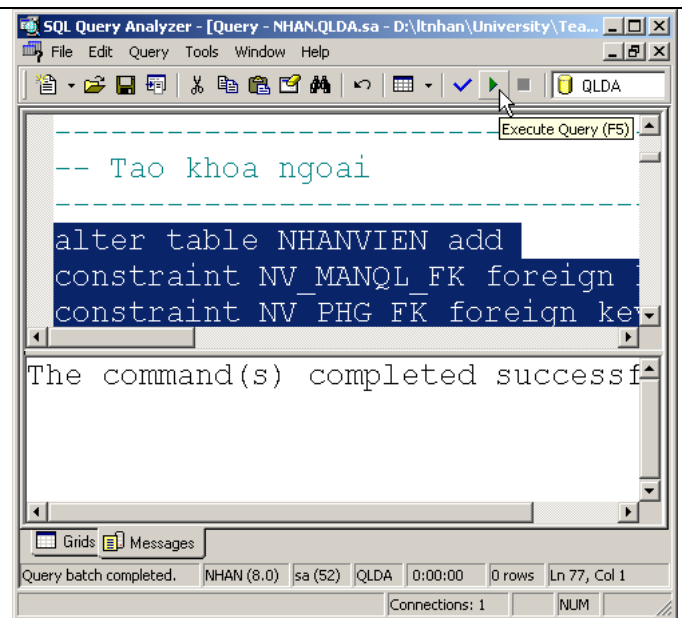 SQL Query Analyzer - [Query - NHAN.QLDA.sa - D:\ltnhan\University\Tea...
File Edit Query Tools Window Help
QLDA
Execute Query (F5)
-- Tao khoa ngoai
alter table NHANVIEN add
constraint NV_MANQL_FK foreign
constraint NV_PHG_FK foreign key
The command(s) completed successf
Grids Messages
Query batch completed. NHAN (8.0) sa (52) QLDA 0:00:00 0 rows Ln 77, Col 1
Connections: 1 NUM